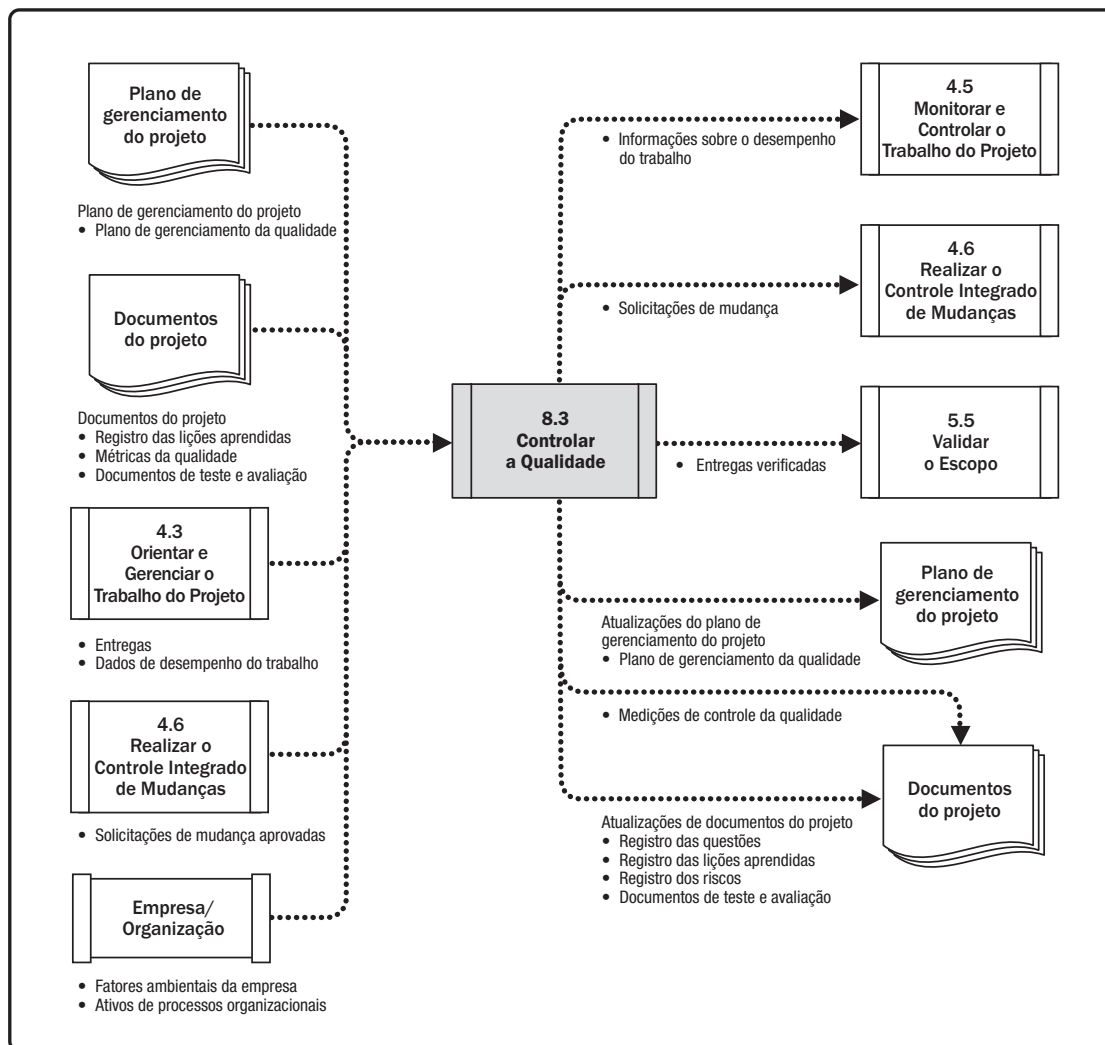 Plano de
gerenciamento
do projeto
Plano de gerenciamento do projeto
• Plano de gerenciamento da qualidade
Documentos
do projeto
Documentos do projeto
• Registro das lições aprendidas
• Métricas da qualidade
• Documentos de teste e avaliação
4.3
Orientar e
Gerenciar o
Trabalho do Projeto
• Entregas
• Dados de desempenho do trabalho
4.6
Realizar o
Controle Integrado
de Mudanças
• Solicitações de mudança aprovadas
Empresa/
Organização
• Fatores ambientais da empresa
• Ativos de processos organizacionais
8.3
Controlar
a Qualidade
• Informações sobre o desempenho
do trabalho
4.5
Monitorar e
Controlar o
Trabalho do Projeto
• Solicitações de mudança
4.6
Realizar o
Controle Integrado
de Mudanças
• Entregas verificadas
5.5
Validar
o Escopo
Atualizações do plano de
gerenciamento do projeto
• Plano de gerenciamento da qualidade
Plano de
gerenciamento
do projeto
• Medições de controle da qualidade
Documentos
do projeto
Atualizações de documentos do projeto
• Registro das questões
• Registro das lições aprendidas
• Registro dos riscos
• Documentos de teste e avaliação